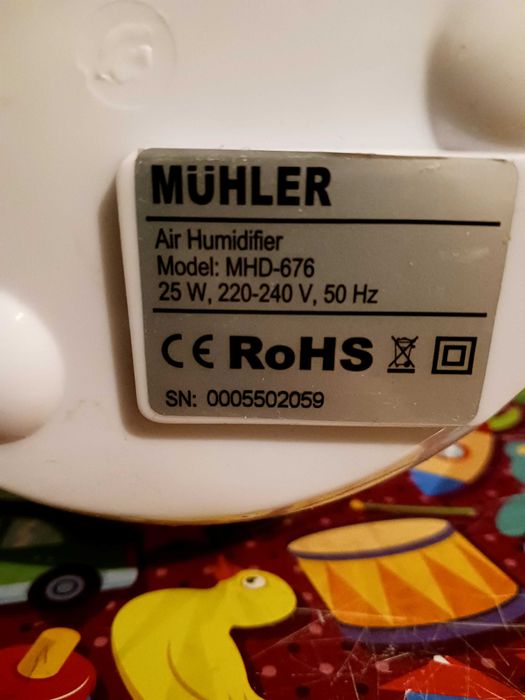 MÜHLER
Air Humidifier
Model: MHD-676
25 W, 220-240 V, 50 Hz
CE RoHS
SN: 0005502059